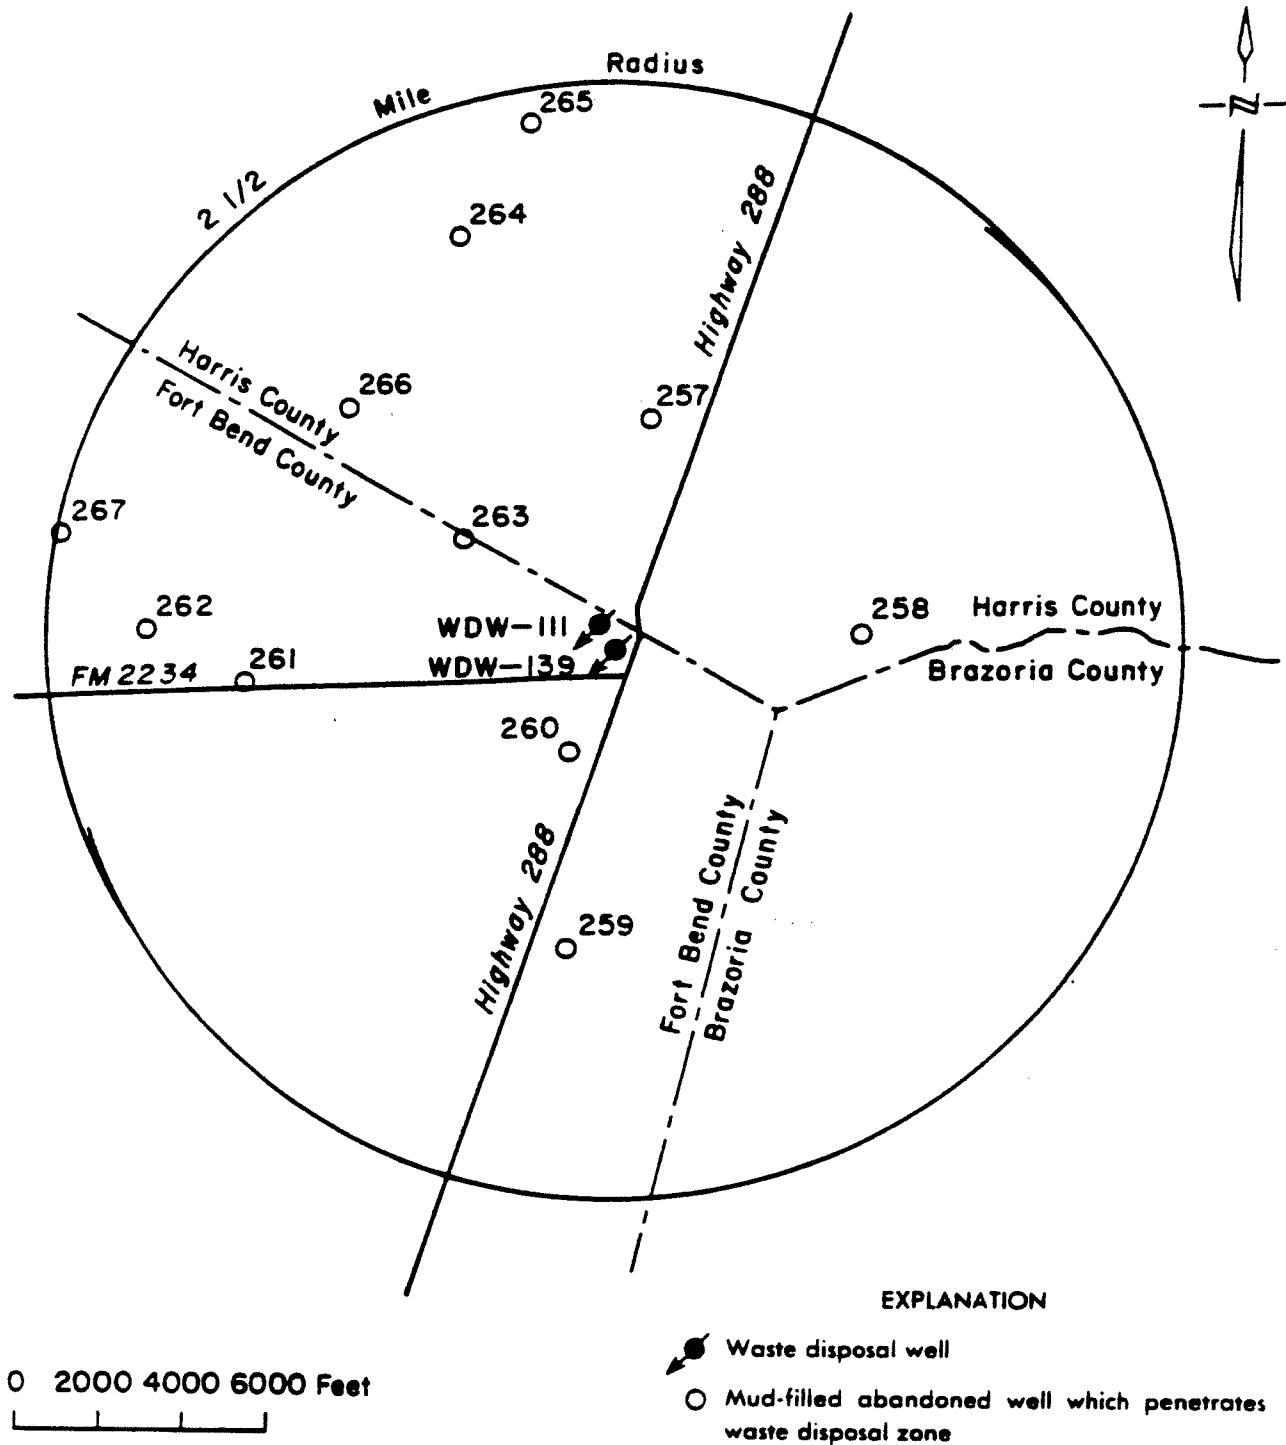 Radius
Mile
2 1/2
265
264
Highway 288
Harris County
Fort Bend County
266
257
267
263
262
WDW-111
258
Harris County
FM 2234
261
WDW-139
Brazoria County
260
Highway 288
Fort Bend County
Brazoria County
259
N
EXPLANATION
Waste disposal well
0 2000 4000 6000 Feet
Mud-filled abandoned well which penetrates
waste disposal zone